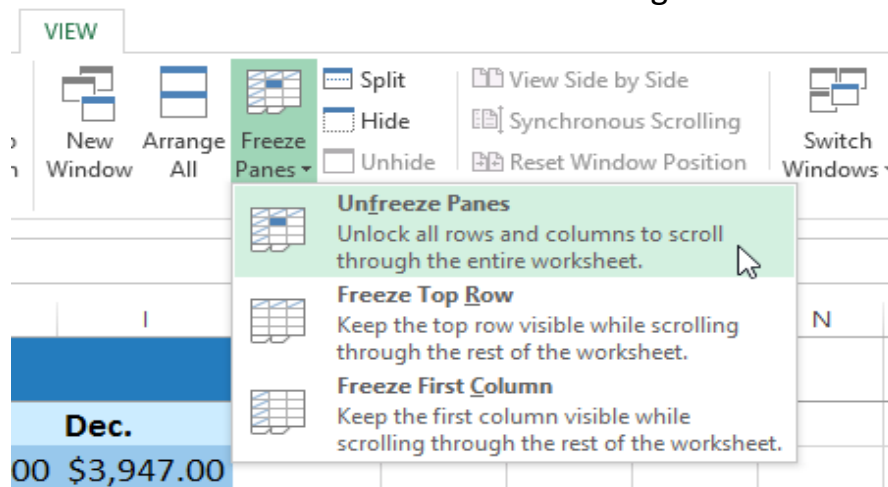 VIEW
Split
View Side by Side
Hide
Synchronous Scrolling
New Window
Arrange All
Freeze Panes
Unhide
Reset Window Position
Switch Windows
Unfreeze Panes
Unlock all rows and columns to scroll
through the entire worksheet.
Freeze Top Row
Keep the top row visible while scrolling
through the rest of the worksheet.
Freeze First Column
Keep the first column visible while
scrolling through the rest of the worksheet.
I
N
Dec.
00 $3,947.00